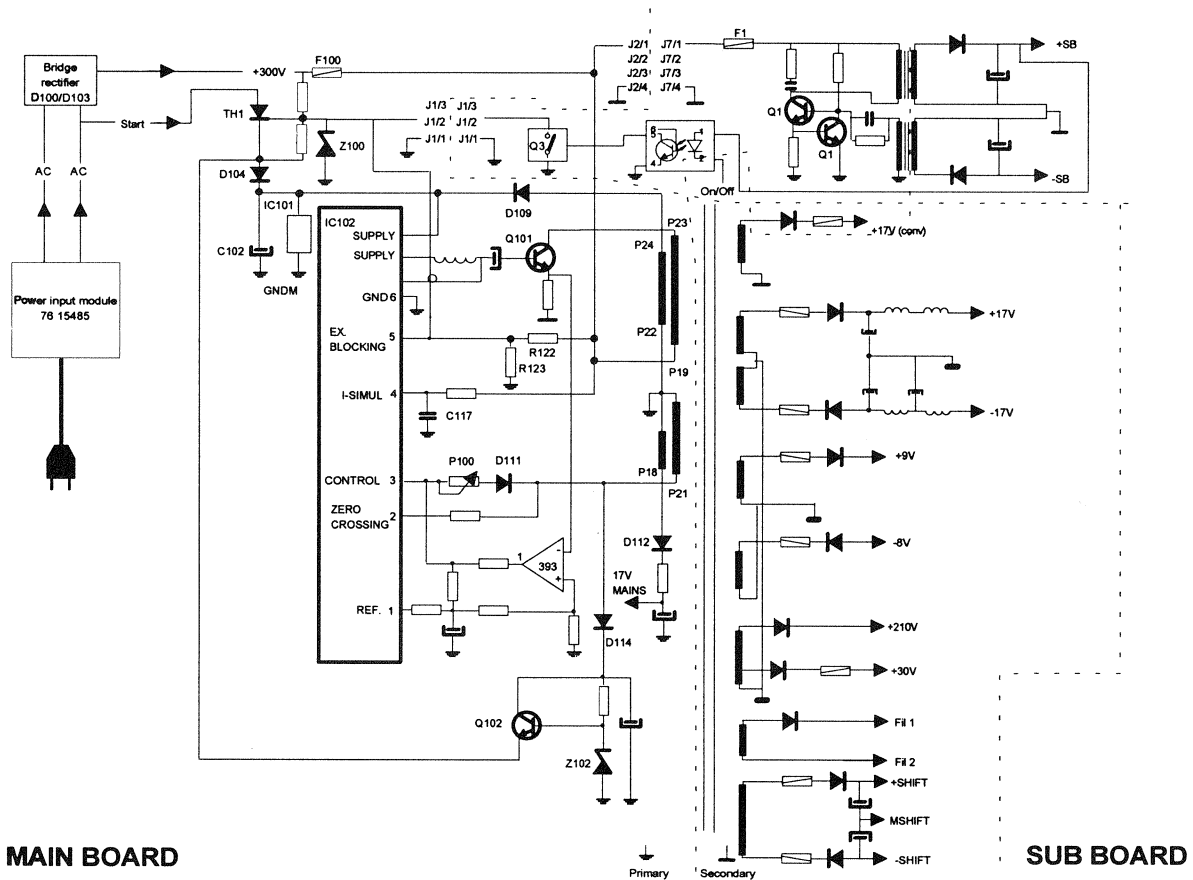 Bridge
rectifier
D100/D103
+300V
F100
TH1
Start
Z100
J1/3 J1/3
J1/2 J1/2
J1/1 J1/1
J2/1 J7/1
J2/2 J7/2
J2/3 J7/3
J2/4 J7/4
F1
Q1
Q1
+SB
-SB
Q3
6
5
4
1
2
On/Off
AC
AC
D104
IC101
C102
GNDM
D109
Power input module
76 15485
IC102
SUPPLY
SUPPLY
GND 6
EX.
BLOCKING
5
I-SIMUL 4
CONTROL 3
ZERO
CROSSING 2
REF. 1
Q101
R122
R123
C117
P100
D111
1
-
393
+
P24
P23
P22
P19
P18
P21
D112
17V
MAINS
D114
Q102
Z102
+17V (conv)
+17V
-17V
+9V
-8V
+210V
+30V
Fil 1
Fil 2
+SHIFT
MSHIFT
-SHIFT
MAIN BOARD
Primary
Secondary
SUB BOARD